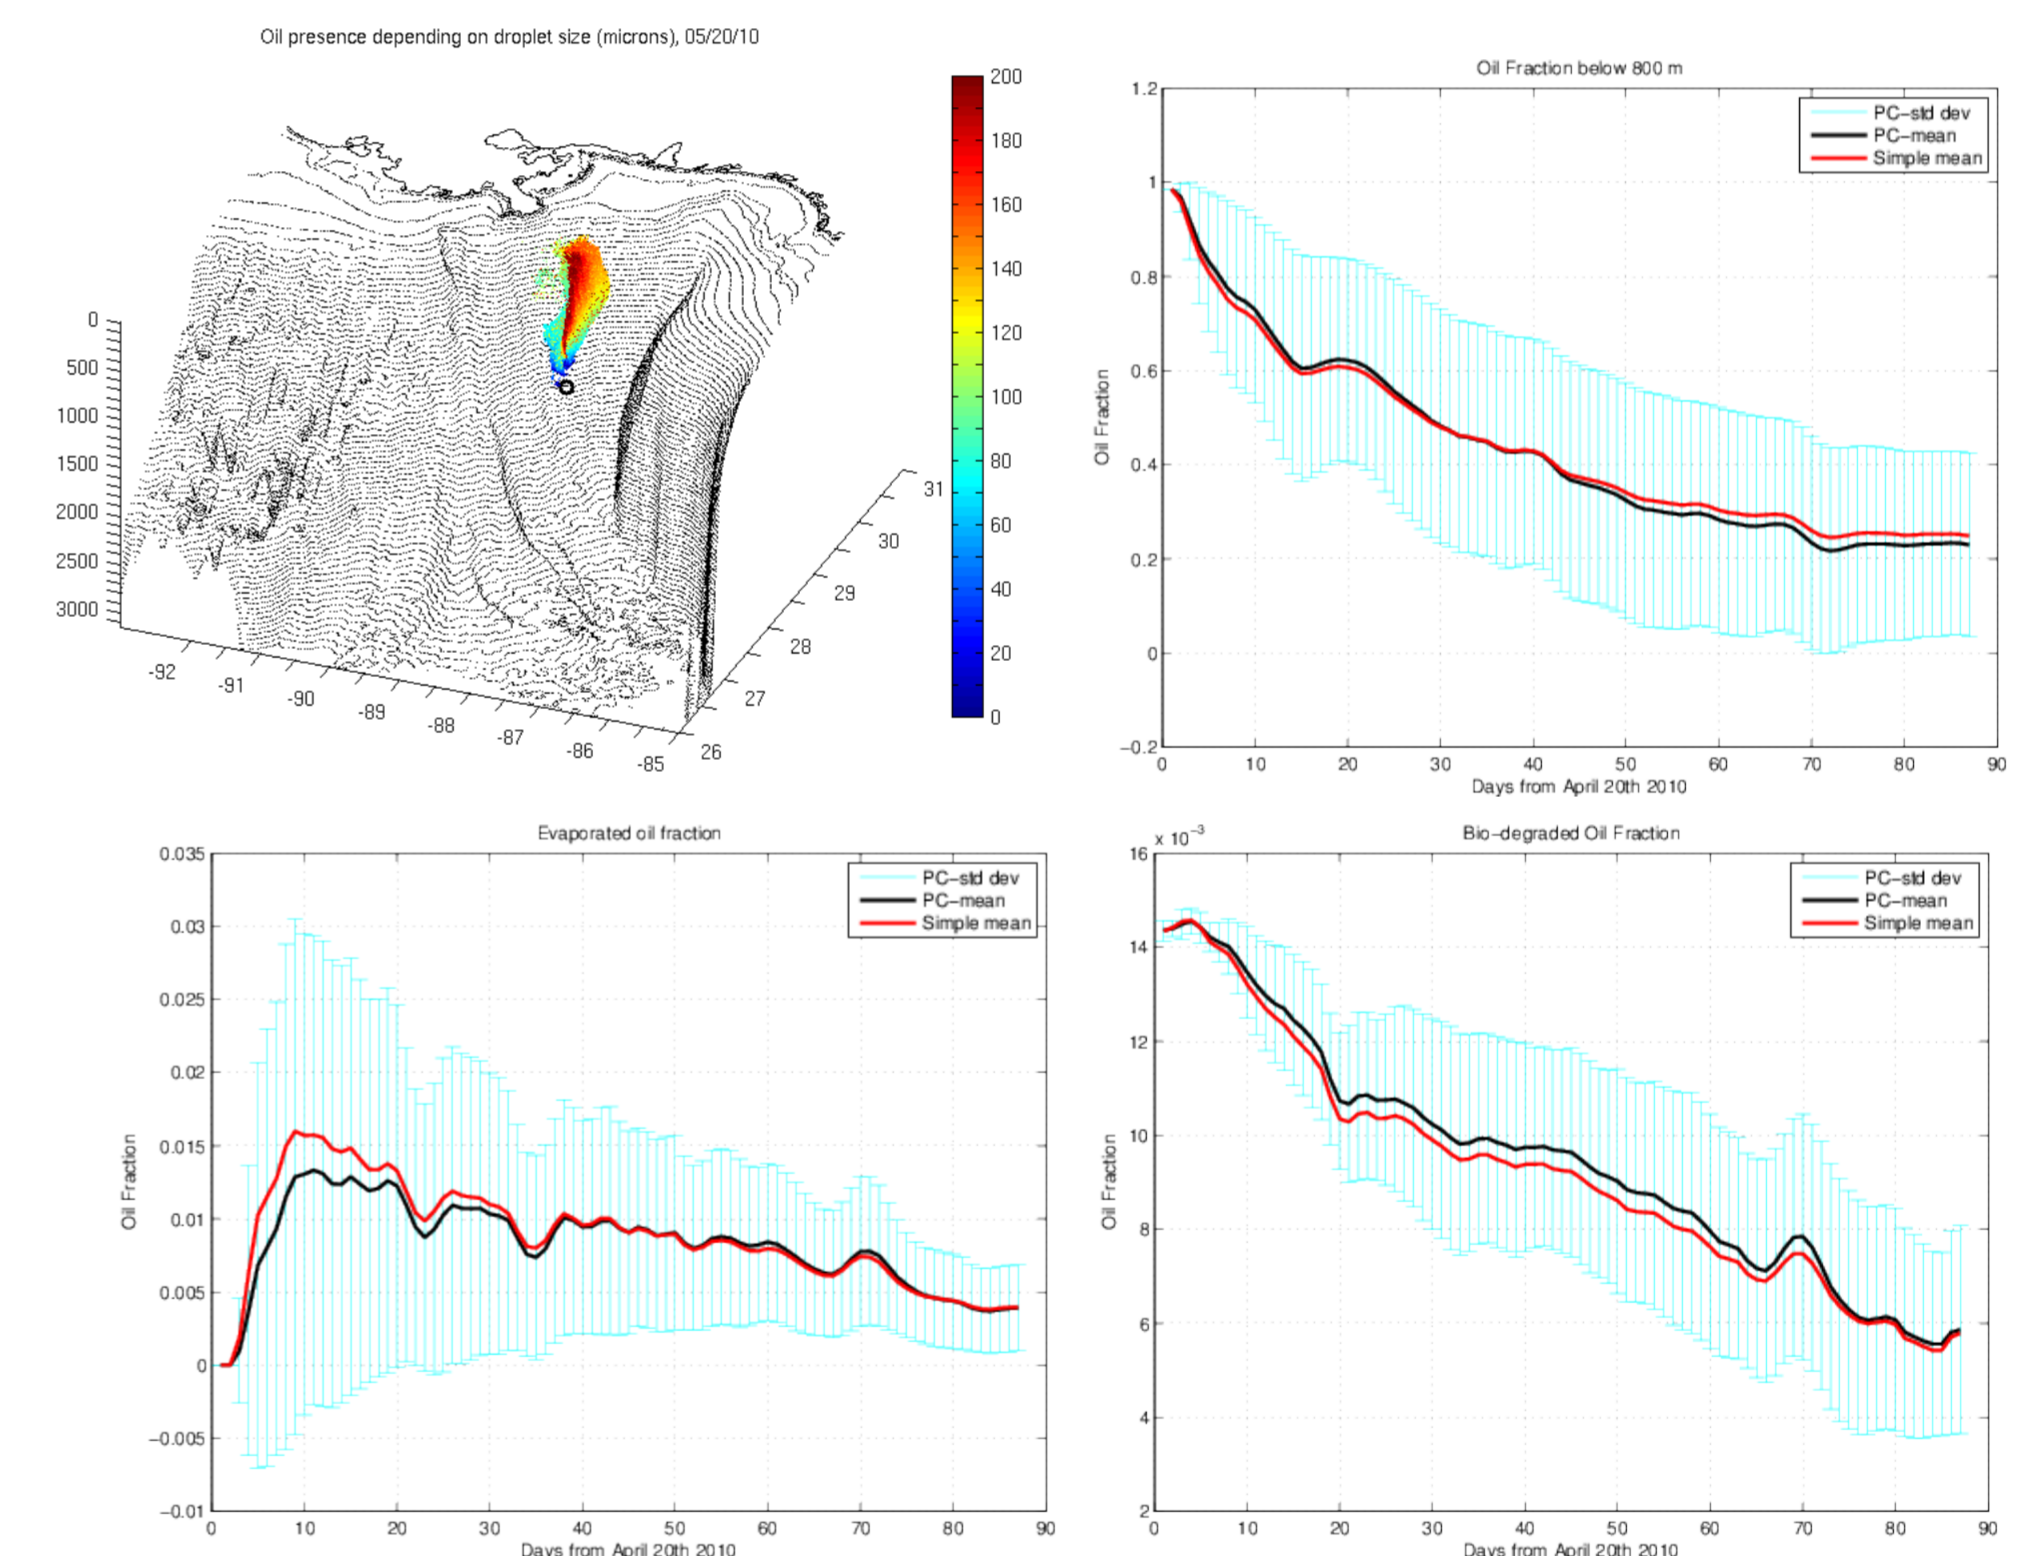 Oil presence depending on droplet size (microns), 05/20/10
200
180
160
140
120
100
80
60
40
20
0
0
500
1000
1500
2000
2500
3000
-92
-91
-90
-89
-88
-87
-86
-85
31
30
29
28
27
26
Oil Fraction below 800 m
PC-std dev
PC-mean
Simple mean
1.2
1
0.8
0.6
0.4
0.2
0
-0.2
Oil Fraction
0 10 20 30 40 50 60 70 80 90
Days from April 20th 2010
Evaporated oil fraction
PC-std dev
PC-mean
Simple mean
0.035
0.03
0.025
0.02
0.015
0.01
0.005
0
-0.005
-0.01
Oil Fraction
0 10 20 30 40 50 60 70 80 90
Days from April 20th 2010
Bio-degraded Oil Fraction
x 10-3
PC-std dev
PC-mean
Simple mean
16
14
12
10
8
6
4
2
Oil Fraction
0 10 20 30 40 50 60 70 80 90
Days from April 20th 2010